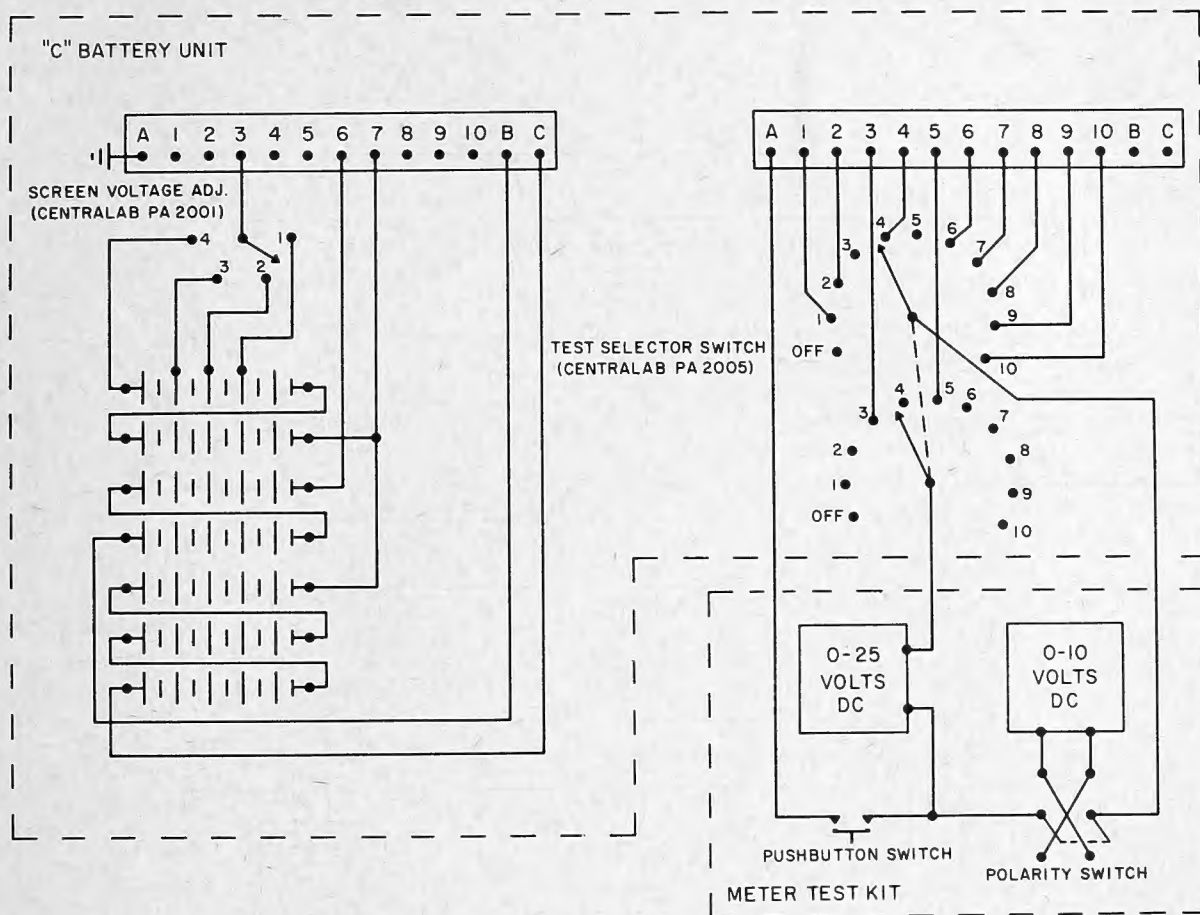 "C" BATTERY UNIT
A 1 2 3 4 5 6 7 8 9 10 B C
A 1 2 3 4 5 6 7 8 9 10 B C
SCREEN VOLTAGE ADJ.
(CENTRALAB PA 2001)
4
1
3
2
4
5
6
3
7
2
8
1
9
OFF
10
TEST SELECTOR SWITCH
(CENTRALAB PA 2005)
4
5
6
3
7
2
8
1
9
OFF
10
0-25
VOLTS
DC
0-10
VOLTS
DC
PUSHBUTTON SWITCH
POLARITY SWITCH
METER TEST KIT